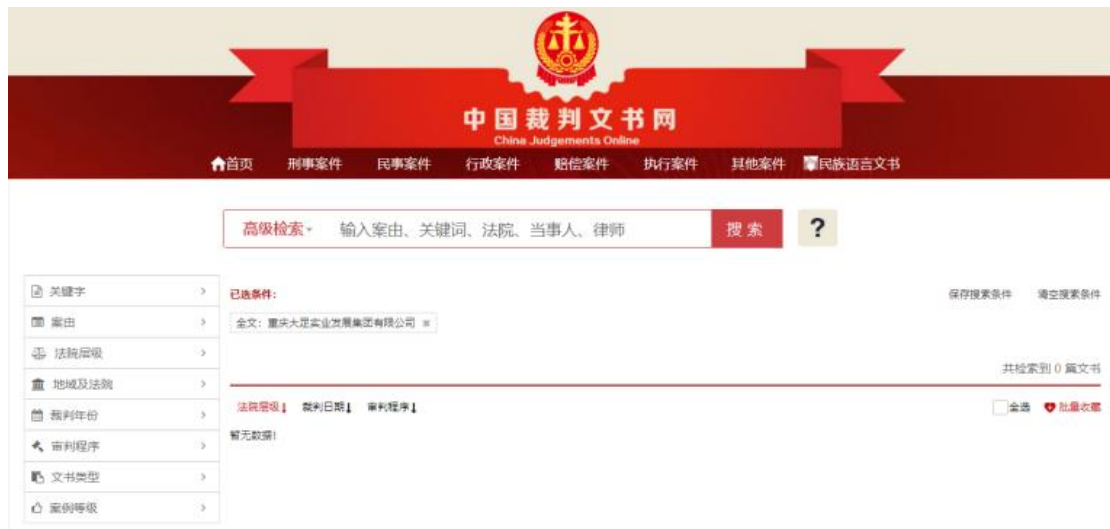 中国裁判文书网
China Judgements Online
首页 刑事案件 民事案件 行政案件 赔偿案件 执行案件 其他案件 民族语言文书
高级检索 输入案由、关键词、法院、当事人、律师 搜索 ?
关键字
案由
法院层级
地域及法院
裁判年份
审判程序
文书类型
案例等级
已选条件: 保存搜索条件 清空搜索条件
全文: 重庆大足实业发展集团有限公司
共检索到 0 篇文书
法院层级 裁判日期 审判程序 全选 批量收藏
暂无数据!